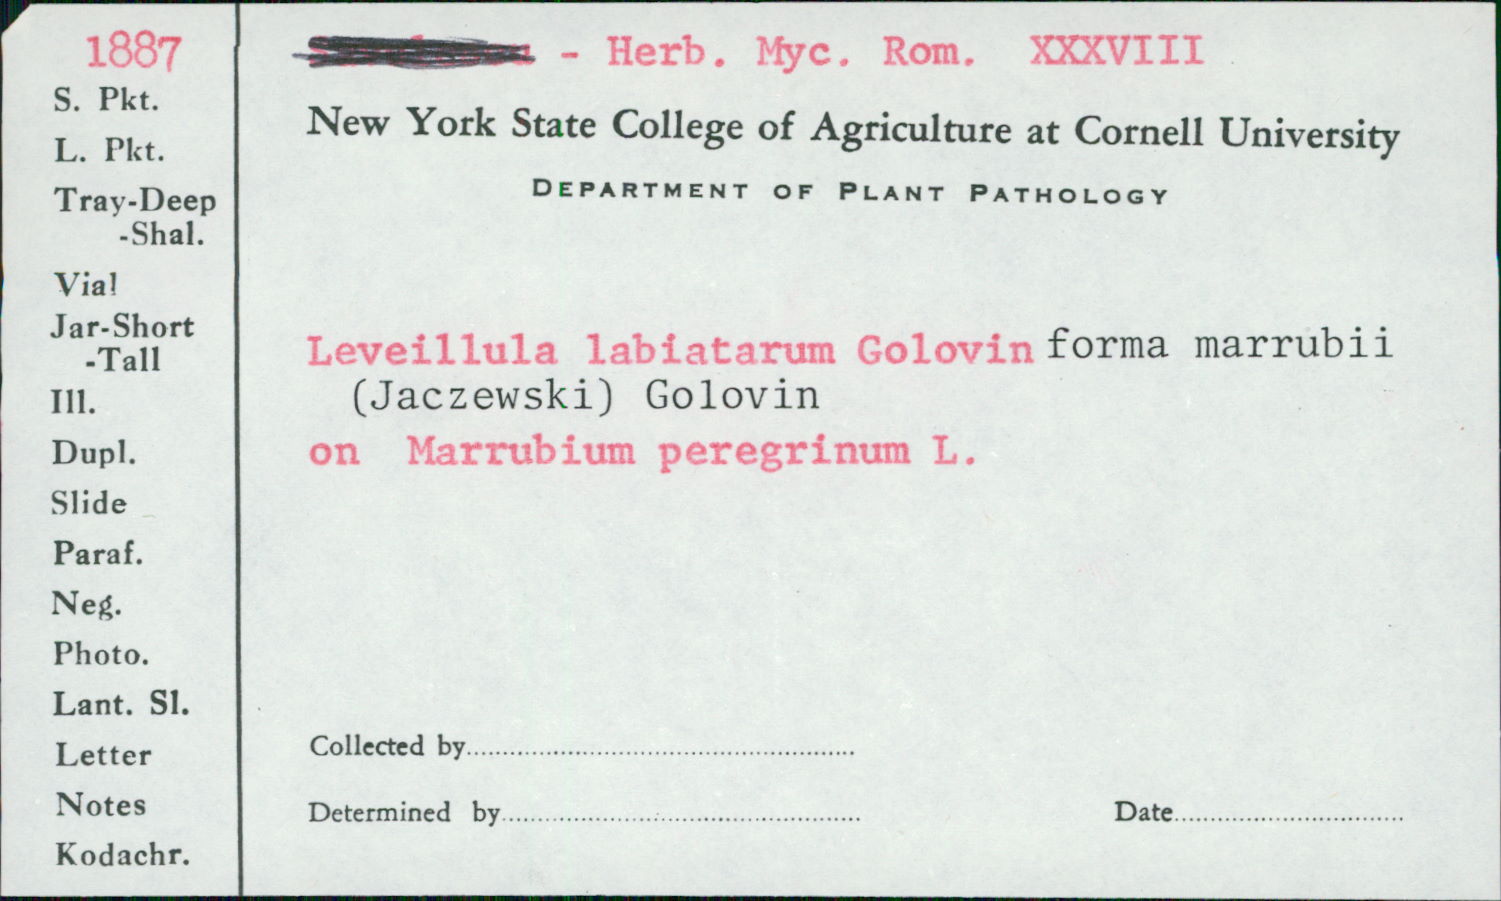 1887
- Herb. Myc. Rom. XXXVIII
New York State College of Agriculture at Cornell University
DEPARTMENT OF PLANT PATHOLOGY
S. Pkt.
L. Pkt.
Tray-Deep
-Shal.
Vial
Jar-Short
-Tall
Ill.
Dupl.
Slide
Paraf.
Neg.
Photo.
Lant. Sl.
Letter
Notes
Kodachr.
Leveillula labiatarum Golovin forma marrubii
(Jaczewski) Golovin
on Marrubium peregrinum L.
Collected by
Determined by
Date